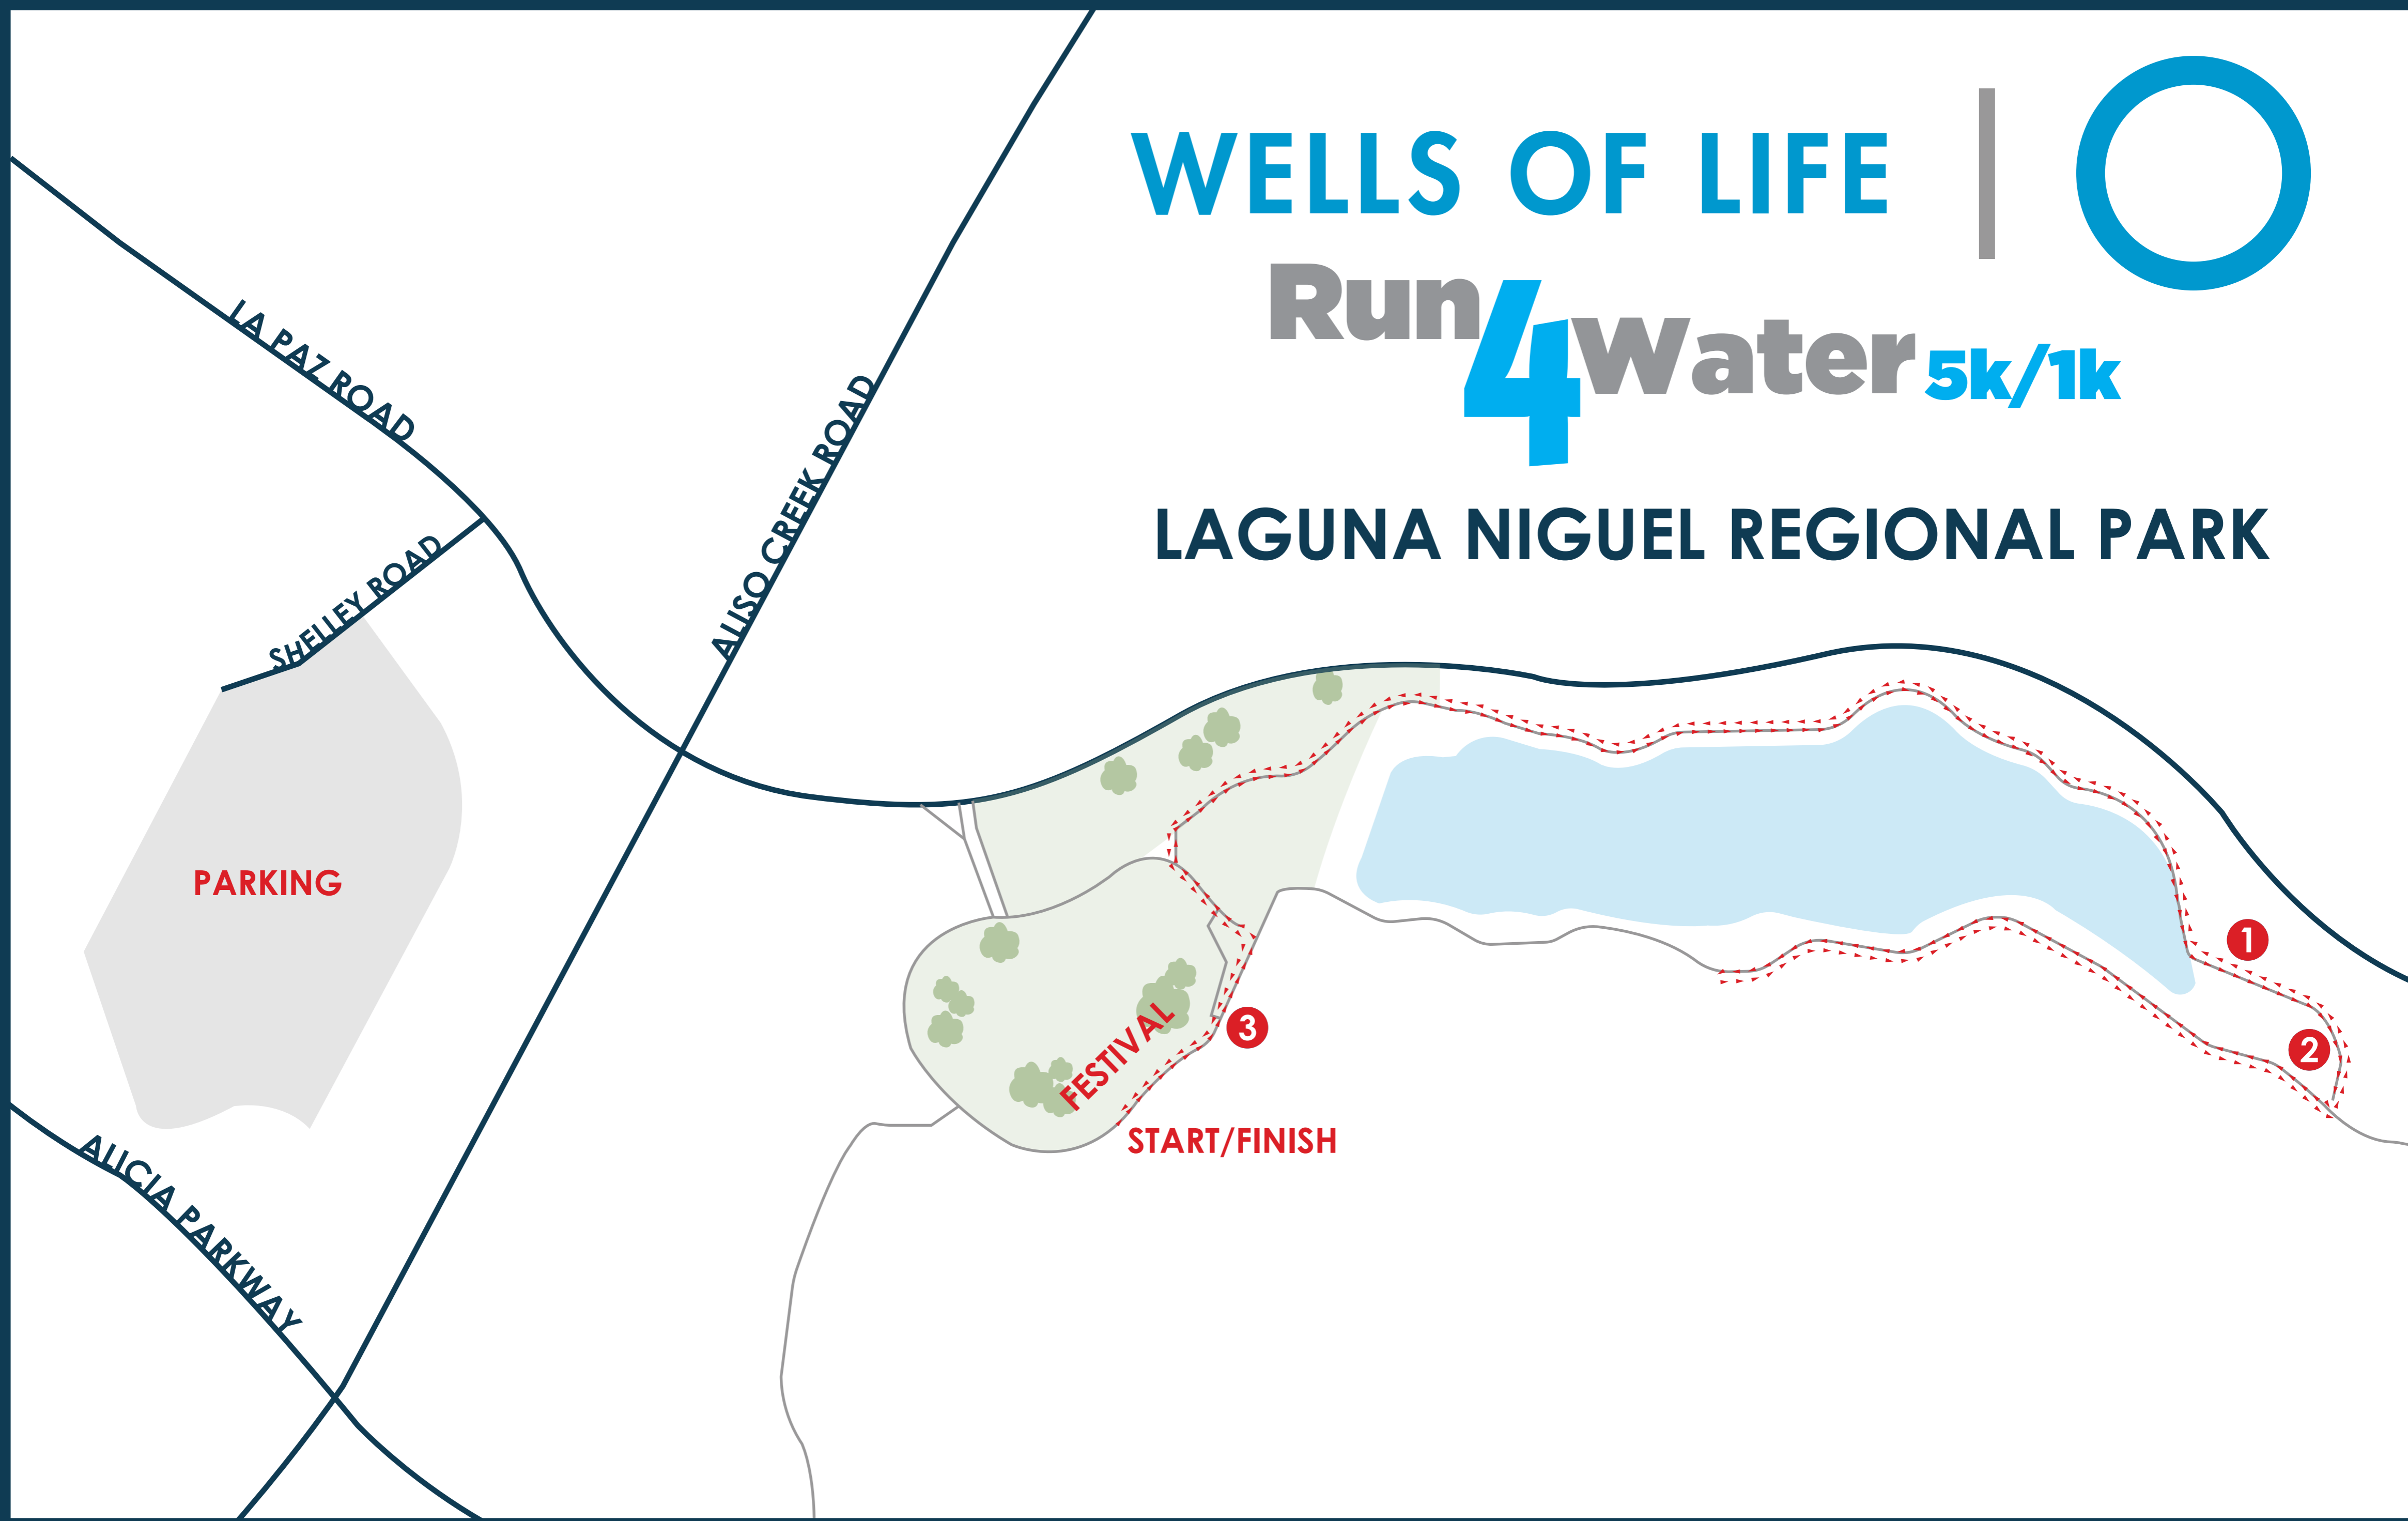 WELLS OF LIFE
Run4Water 5k/1k
LAGUNA NIGUEL REGIONAL PARK
LA PAZ ROAD
ALISO CREEK ROAD
SHELLEY ROAD
PARKING
1
2
3
FESTIVAL
START/FINISH
ALICIA PARKWAY